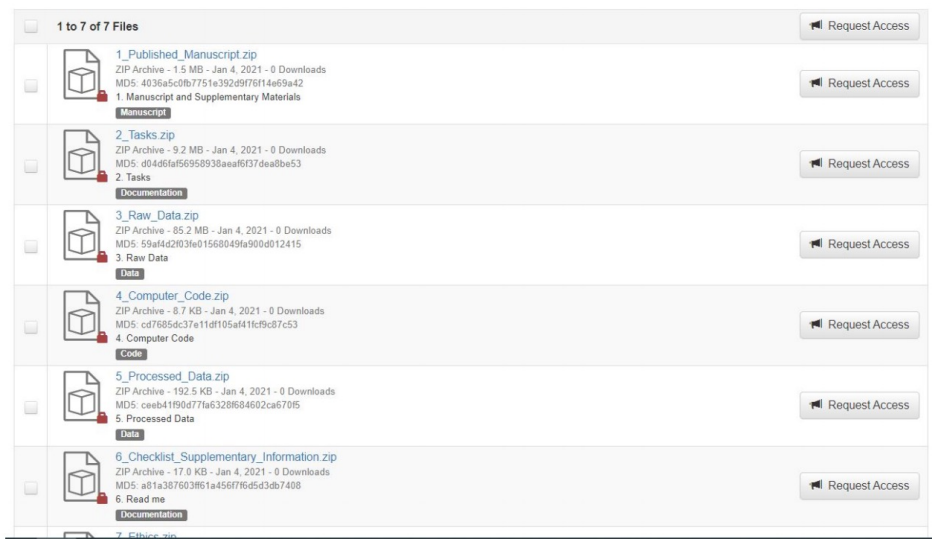 1 to 7 of 7 Files
Request Access
1_Published_Manuscript.zip
ZIP Archive - 1.5 MB - Jan 4, 2021 - 0 Downloads
MD5: 4036a5c0fb7751e392d9f76f14e69a42
1. Manuscript and Supplementary Materials
Manuscript
Request Access
2_Tasks.zip
ZIP Archive - 9.2 MB - Jan 4, 2021 - 0 Downloads
MD5: d04d6faf56958938aeaf6f37dea8be53
2. Tasks
Documentation
Request Access
3_Raw_Data.zip
ZIP Archive - 85.2 MB - Jan 4, 2021 - 0 Downloads
MD5: 59af4d2f03fe01568049fa900d012415
3. Raw Data
Data
Request Access
4_Computer_Code.zip
ZIP Archive - 8.7 KB - Jan 4, 2021 - 0 Downloads
MD5: cd7685dc37e11df105af41fcf9c87c53
4. Computer Code
Code
Request Access
5_Processed_Data.zip
ZIP Archive - 192.5 KB - Jan 4, 2021 - 0 Downloads
MD5: ceeb41f90d77fa6328f684602ca670f5
5. Processed Data
Data
Request Access
6_Checklist_Supplementary_Information.zip
ZIP Archive - 17.0 KB - Jan 4, 2021 - 0 Downloads
MD5: a81a387603ff61a456f7f6d5d3db7408
6. Read me
Documentation
Request Access
7_Ethics.zip